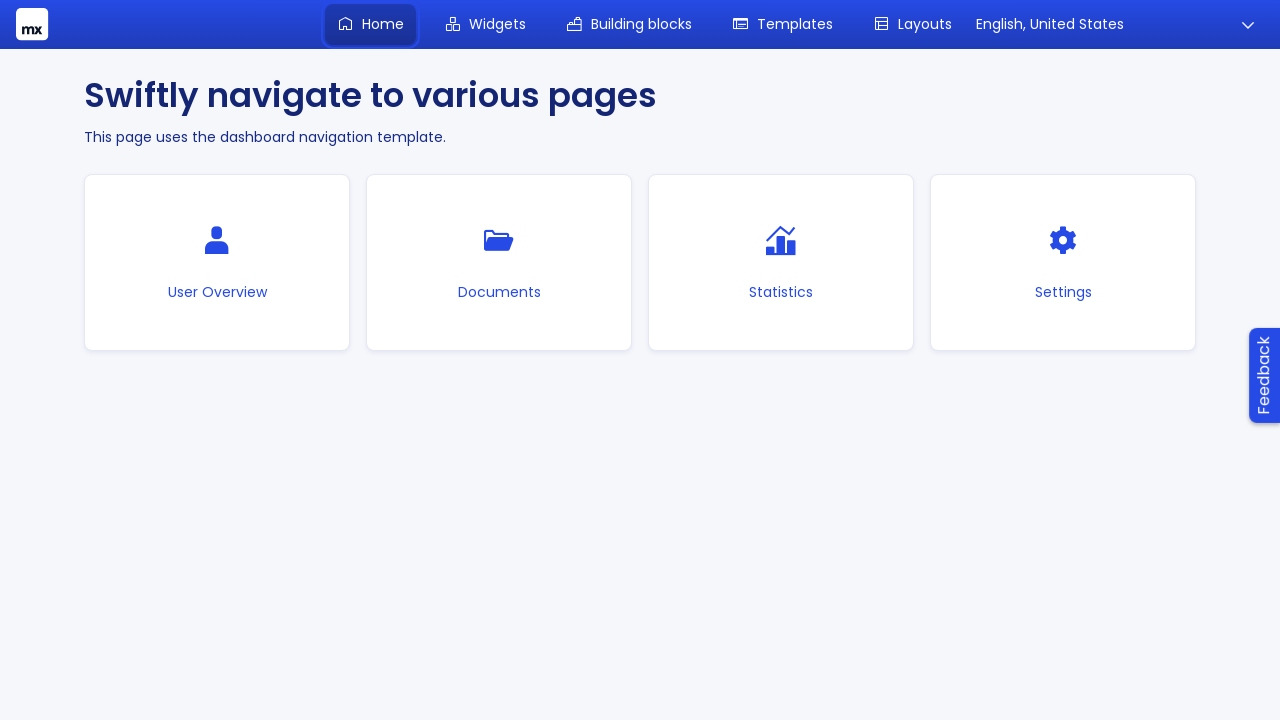 mx
Home
Widgets
Building blocks
Templates
Layouts
English, United States
Swiftly navigate to various pages
This page uses the dashboard navigation template.
User Overview
Documents
Statistics
Settings
Feedback